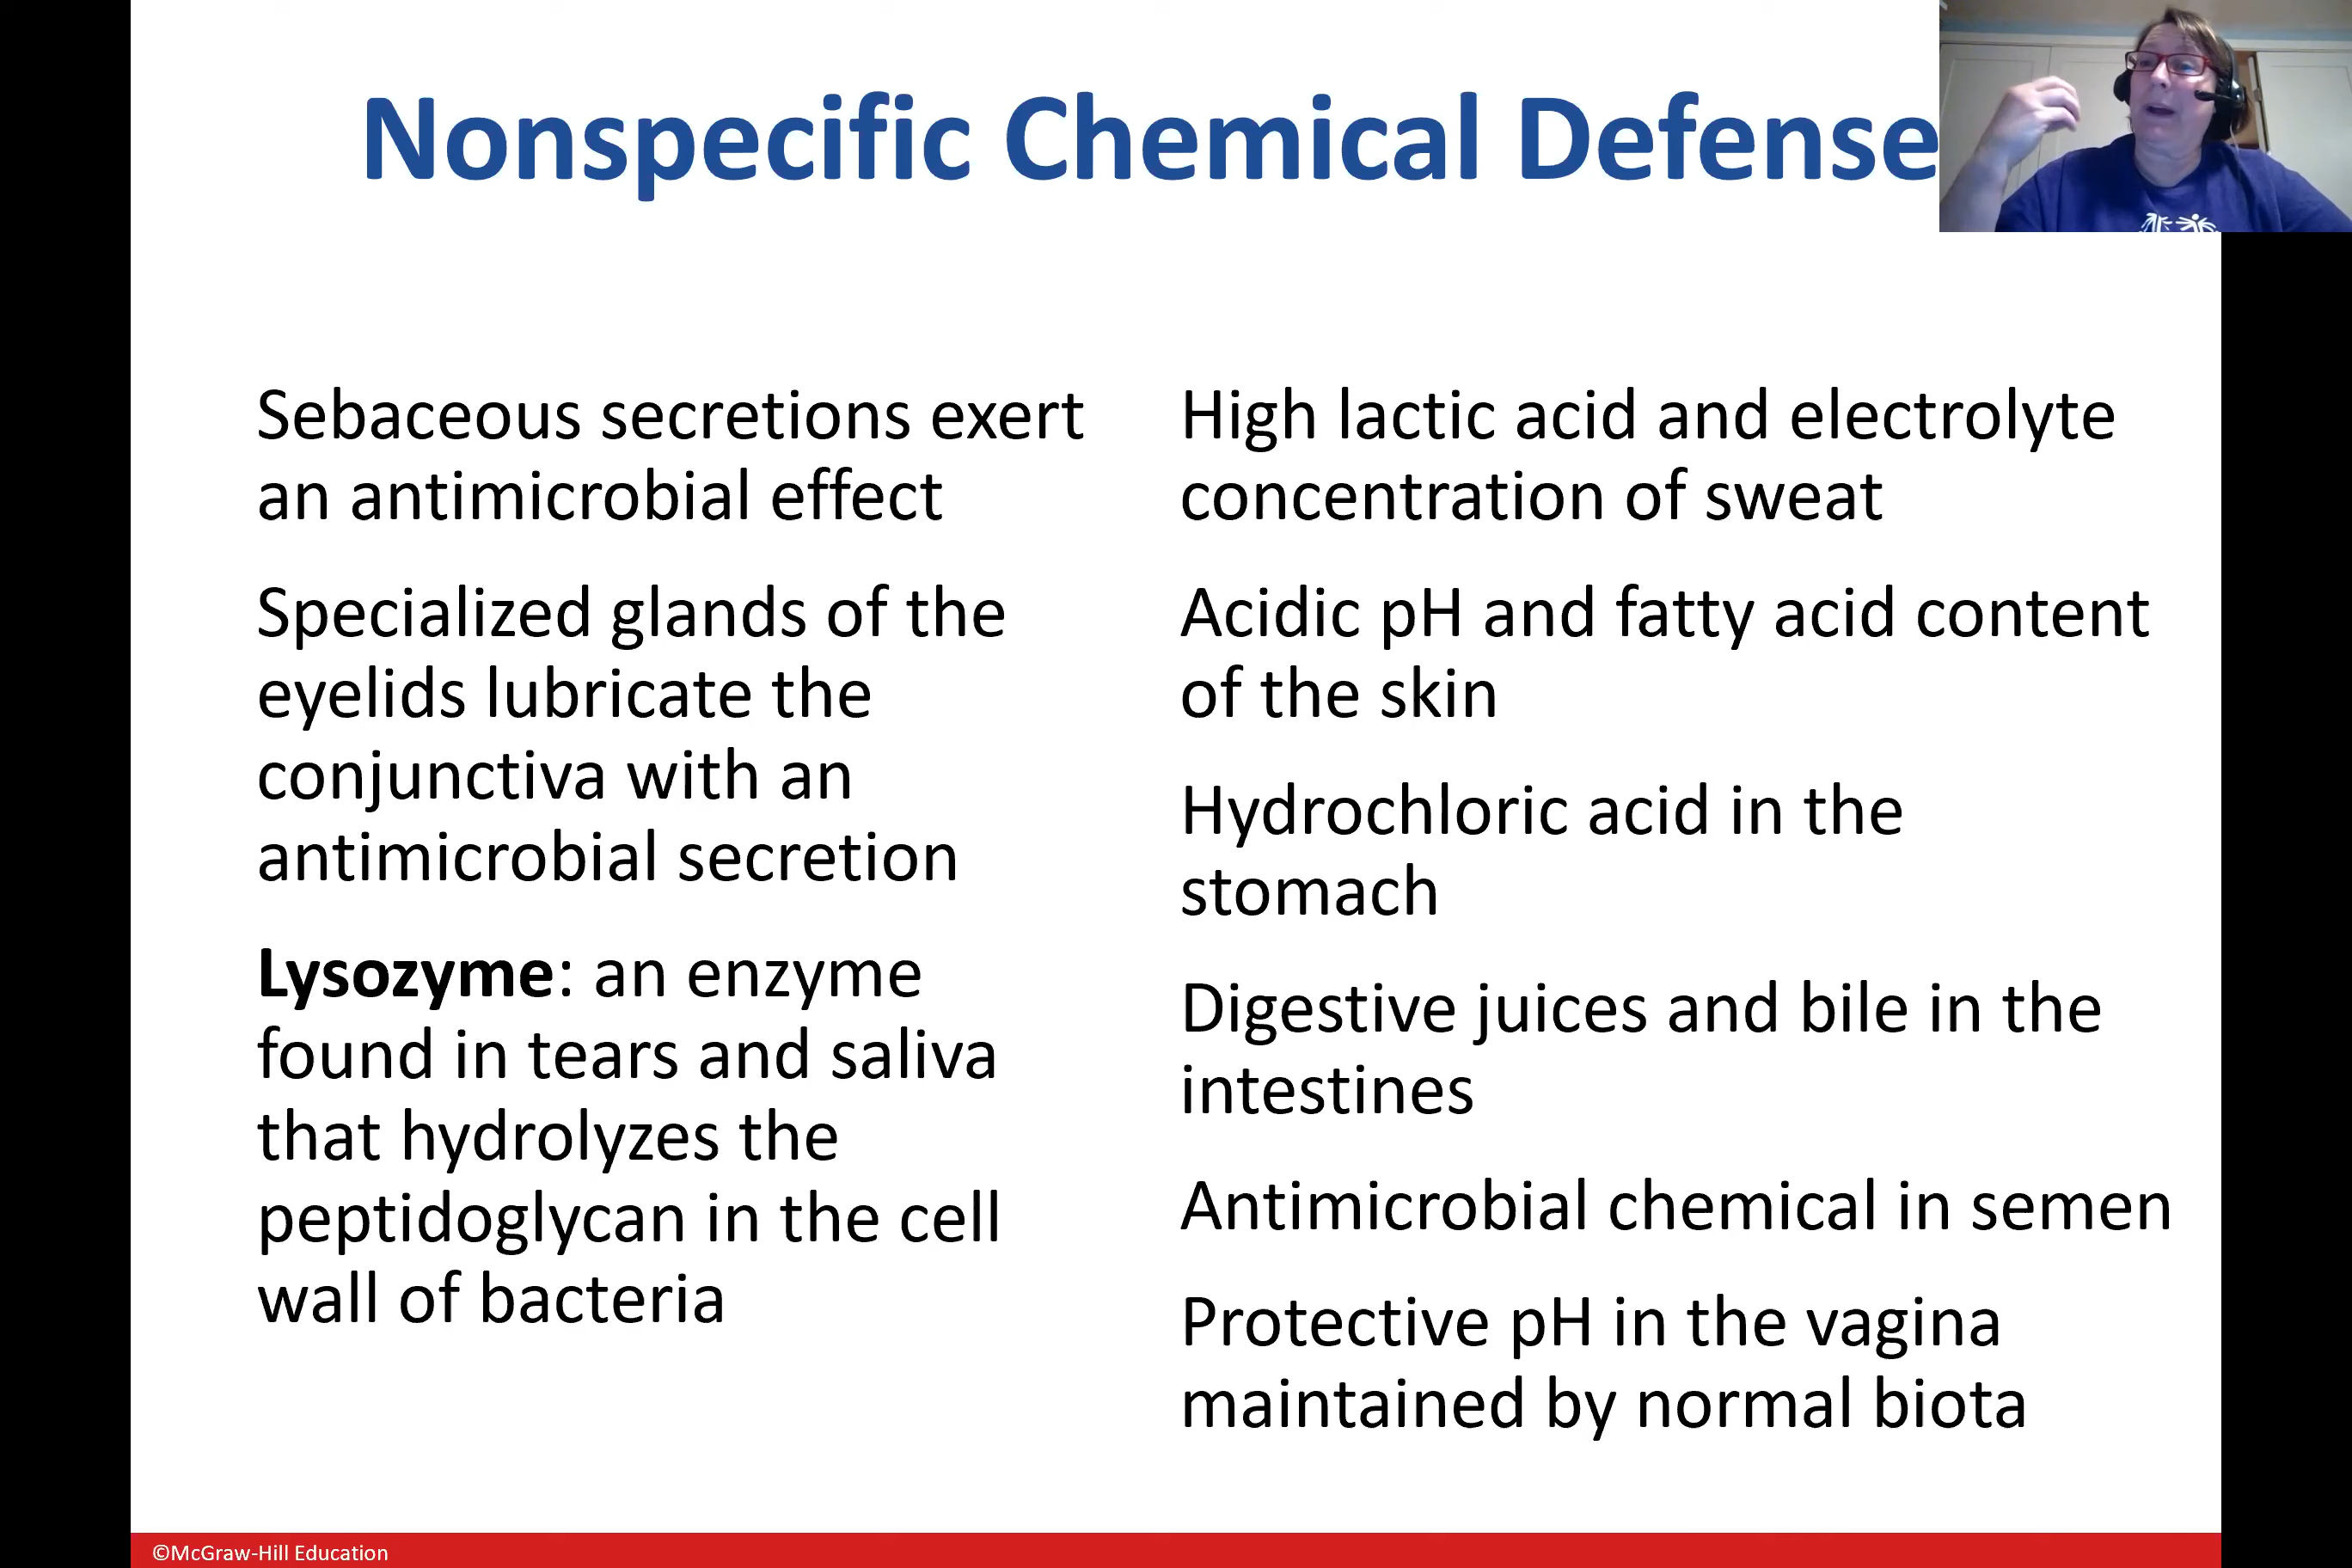 Nonspecific Chemical Defense
Sebaceous secretions exert
an antimicrobial effect
Specialized glands of the
eyelids lubricate the
conjunctiva with an
antimicrobial secretion
Lysozyme: an enzyme
found in tears and saliva
that hydrolyzes the
peptidoglycan in the cell
wall of bacteria
High lactic acid and electrolyte
concentration of sweat
Acidic pH and fatty acid content
of the skin
Hydrochloric acid in the
stomach
Digestive juices and bile in the
intestines
Antimicrobial chemical in semen
Protective pH in the vagina
maintained by normal biota
©McGraw-Hill Education